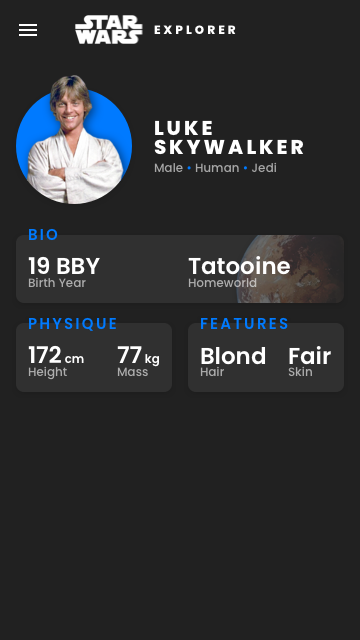 STAR WARS EXPLORER
LUKE
SKYWALKER
Male • Human • Jedi
BIO
19 BBY Tatooine
Birth Year Homeworld
PHYSIQUE FEATURES
172 cm 77 kg Blond Fair
Height Mass Hair Skin